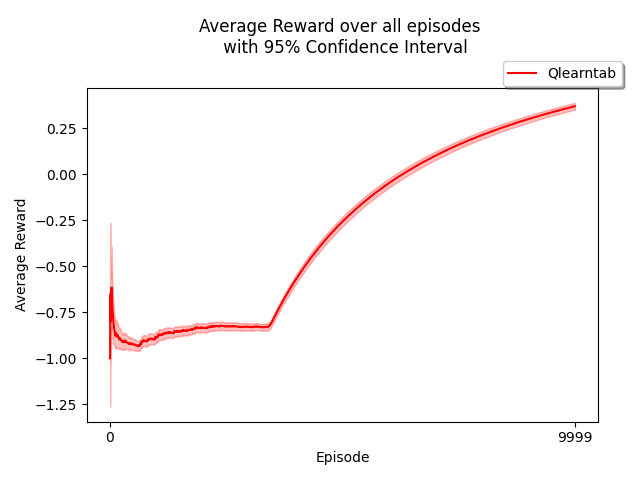 Average Reward over all episodes
with 95% Confidence Interval
Qlearntab
0.25
0.00
−0.25
−0.50
−0.75
−1.00
−1.25
Average Reward
0
9999
Episode